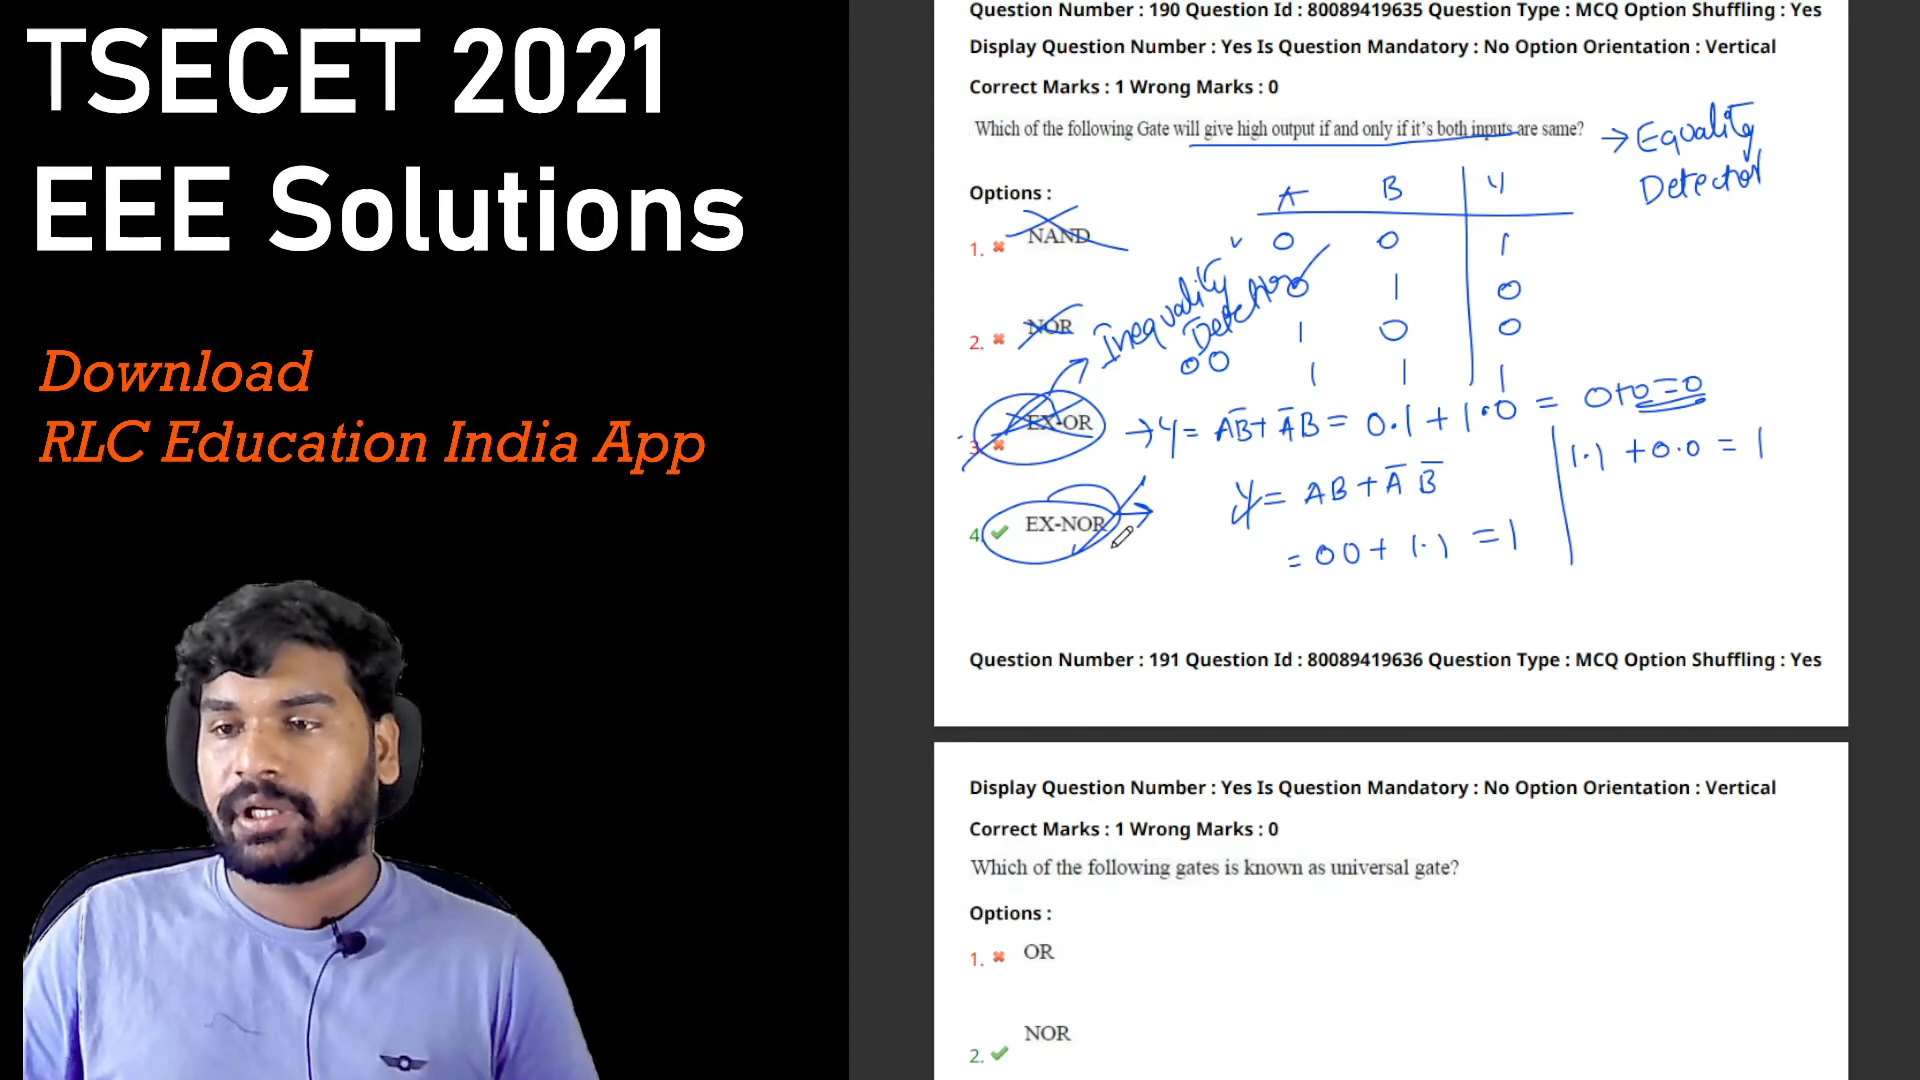 TSECET 2021
EEE Solutions
Download
RLC Education India App
Question Number : 190 Question Id : 80089419635 Question Type : MCQ Option Shuffling : Yes
Display Question Number : Yes Is Question Mandatory : No Option Orientation : Vertical
Correct Marks : 1 Wrong Marks : 0
Which of the following Gate will give high output if and only if it's both inputs are same?
→ Equality
Detector
Options :
A B Y
1. ✖ NAND
0 0 1
0 1 0
2. ✖ NOR
Inequality
Detector
1 0 0
00
1 1 1
3. ✖ EX-OR
→ Y = AB̅ + A̅B = 0.1 + 1.0 = 0+0=0
1.1 + 0.0 = 1
Y = AB + A̅ B̅
4. ✔ EX-NOR
= 00 + 1.1 = 1
Question Number : 191 Question Id : 80089419636 Question Type : MCQ Option Shuffling : Yes
Display Question Number : Yes Is Question Mandatory : No Option Orientation : Vertical
Correct Marks : 1 Wrong Marks : 0
Which of the following gates is known as universal gate?
Options :
1. ✖ OR
2. ✔ NOR